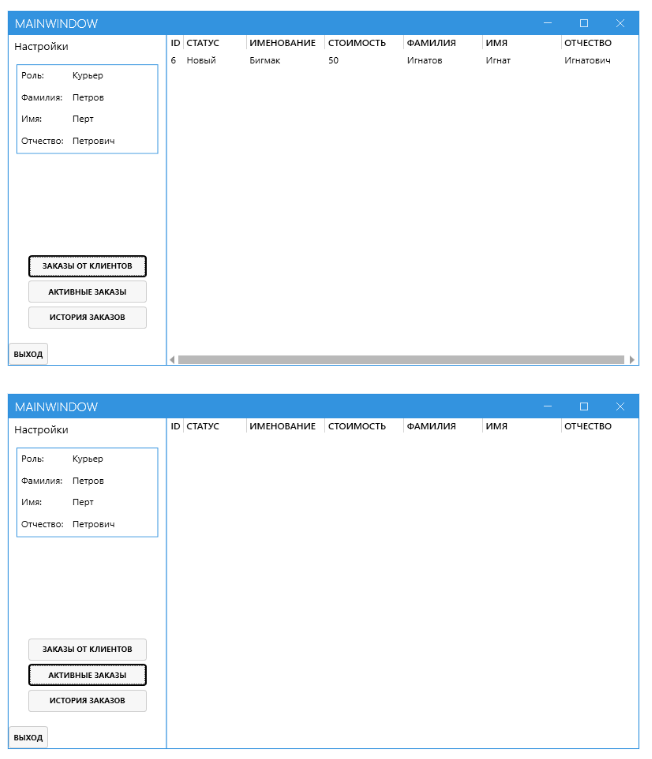 MAINWINDOW
Настройки
ID СТАТУС ИМЕНОВАНИЕ СТОИМОСТЬ ФАМИЛИЯ ИМЯ ОТЧЕСТВО
6 Новый Бигмак 50 Игнатов Игнат Игнатович
Роль: Курьер
Фамилия: Петров
Имя: Перт
Отчество: Петрович
ЗАКАЗЫ ОТ КЛИЕНТОВ
АКТИВНЫЕ ЗАКАЗЫ
ИСТОРИЯ ЗАКАЗОВ
ВЫХОД
MAINWINDOW
Настройки
ID СТАТУС ИМЕНОВАНИЕ СТОИМОСТЬ ФАМИЛИЯ ИМЯ ОТЧЕСТВО
Роль: Курьер
Фамилия: Петров
Имя: Перт
Отчество: Петрович
ЗАКАЗЫ ОТ КЛИЕНТОВ
АКТИВНЫЕ ЗАКАЗЫ
ИСТОРИЯ ЗАКАЗОВ
ВЫХОД